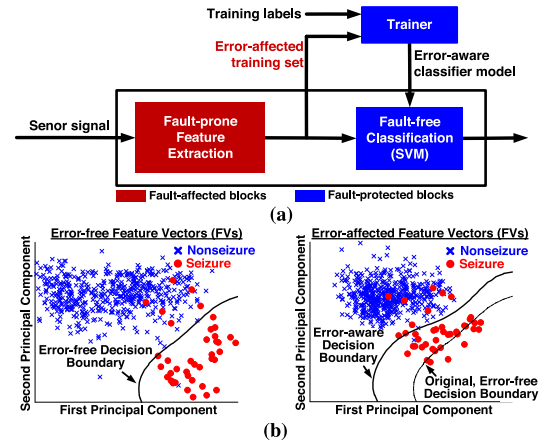 Training labels
Trainer
Error-affected
training set
Error-aware
classifier model
Senor signal
Fault-prone
Feature
Extraction
Fault-free
Classification
(SVM)
Fault-affected blocks
Fault-protected blocks
(a)
Error-free Feature Vectors (FVs)
Nonseizure
Seizure
Second Principal Component
Error-free Decision
Boundary
First Principal Component
Error-affected Feature Vectors (FVs)
Nonseizure
Seizure
Second Principal Component
Error-aware
Decision
Boundary
Original, Error-free
Decision Boundary
First Principal Component
(b)